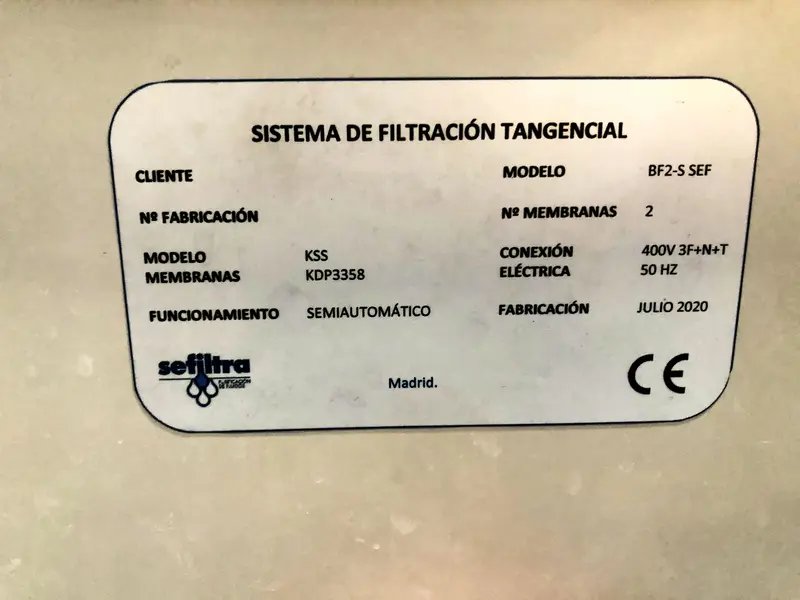 SISTEMA DE FILTRACIÓN TANGENCIAL
CLIENTE
MODELO BF2-S SEF
Nº FABRICACIÓN
Nº MEMBRANAS 2
MODELO KSS
MEMBRANAS KDP3358
CONEXIÓN 400V 3F+N+T
ELÉCTRICA 50 HZ
FUNCIONAMIENTO SEMIAUTOMÁTICO
FABRICACIÓN JULIO 2020
sefiltra
Madrid.
CE